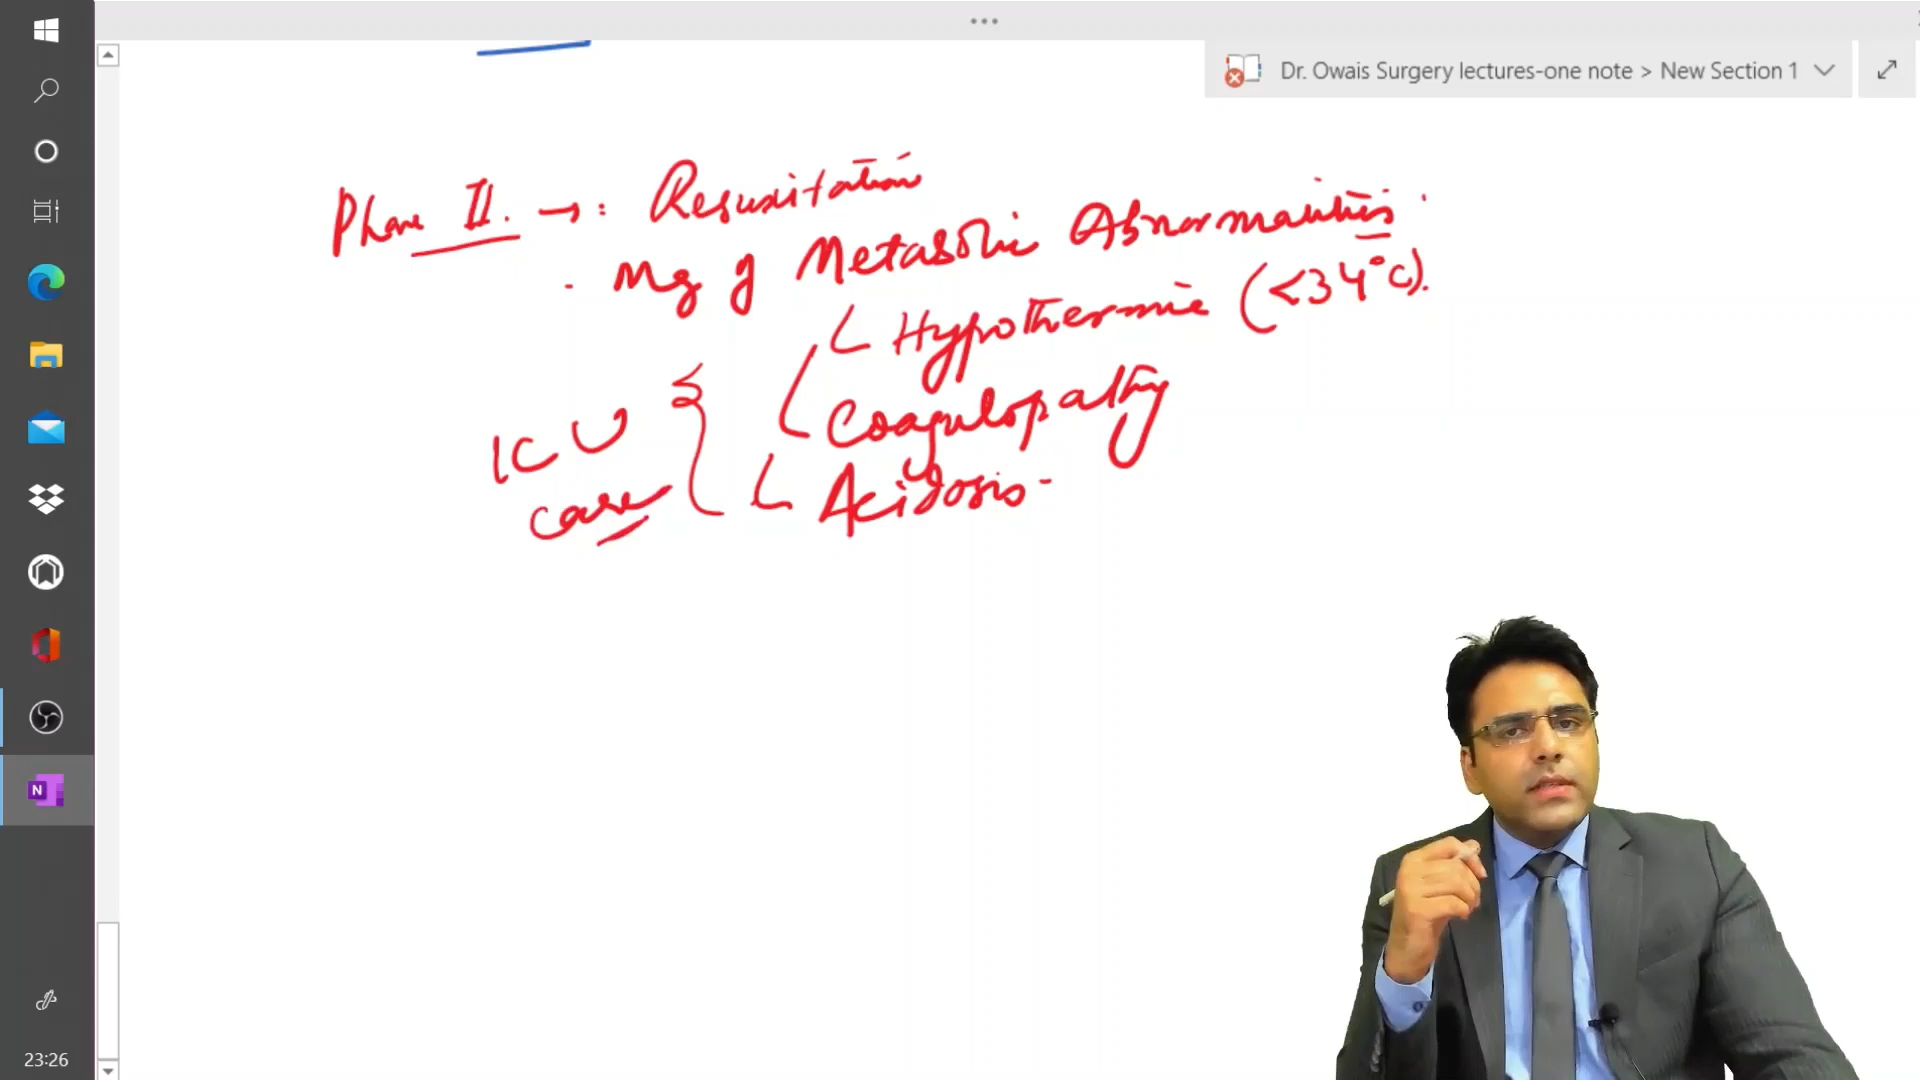 Dr. Owais Surgery lectures-one note > New Section 1
Phase II. → : Resuscitation
. Mg of Metabolic Abnormalities.
Hypothermia (<34°C).
Coagulopathy
Acidosis
ICU
care
N
23:26